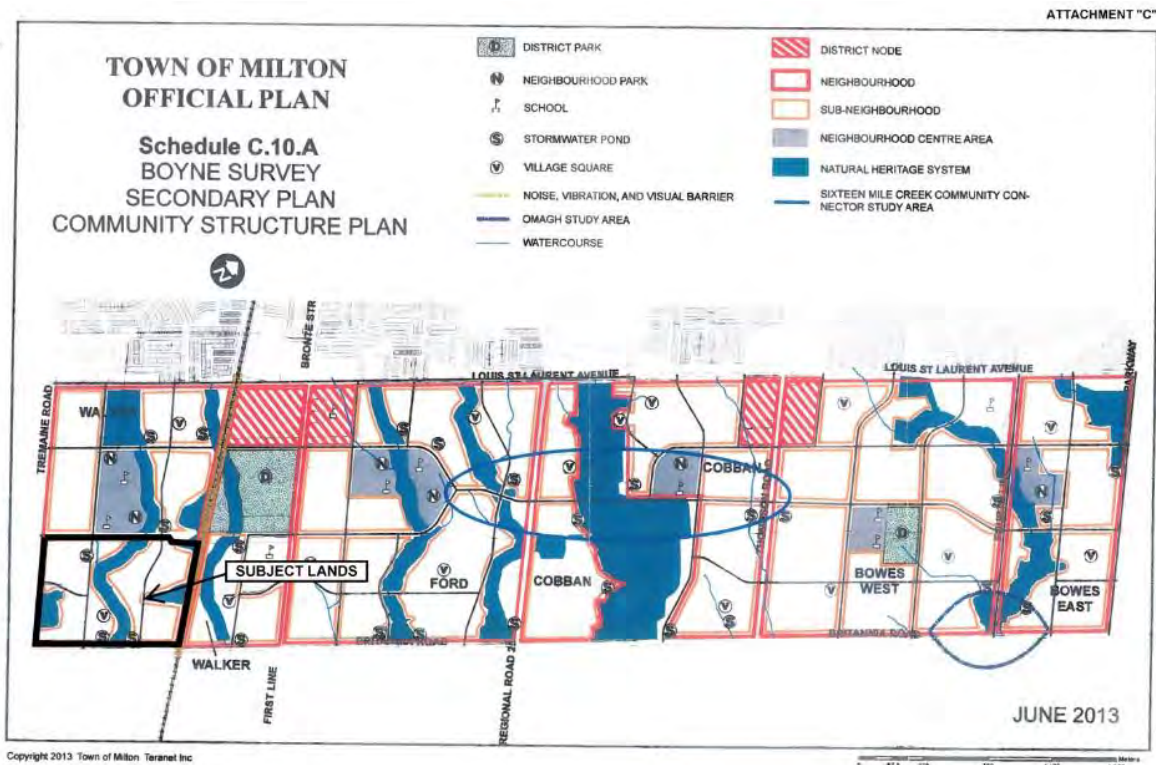 ATTACHMENT "C"
TOWN OF MILTON
OFFICIAL PLAN
Schedule C.10.A
BOYNE SURVEY
SECONDARY PLAN
COMMUNITY STRUCTURE PLAN
N
D DISTRICT PARK
N NEIGHBOURHOOD PARK
SCHOOL
S STORMWATER POND
V VILLAGE SQUARE
NOISE, VIBRATION, AND VISUAL BARRIER
OMAGH STUDY AREA
WATERCOURSE
DISTRICT NODE
NEIGHBOURHOOD
SUB-NEIGHBOURHOOD
NEIGHBOURHOOD CENTRE AREA
NATURAL HERITAGE SYSTEM
SIXTEEN MILE CREEK COMMUNITY CON-
NECTOR STUDY AREA
BRONTE STR
LOUIS ST LAURENT AVENUE
LOUIS ST LAURENT AVENUE
PARKWAY
TREMAINE ROAD
WALKER
COBBAN
SUBJECT LANDS
FORD
COBBAN
BOWES
WEST
BOWES
EAST
WALKER
FIRST LINE
REGIONAL ROAD 25
JUNE 2013
Copyright 2013 Town of Milton Teranet Inc
Meters